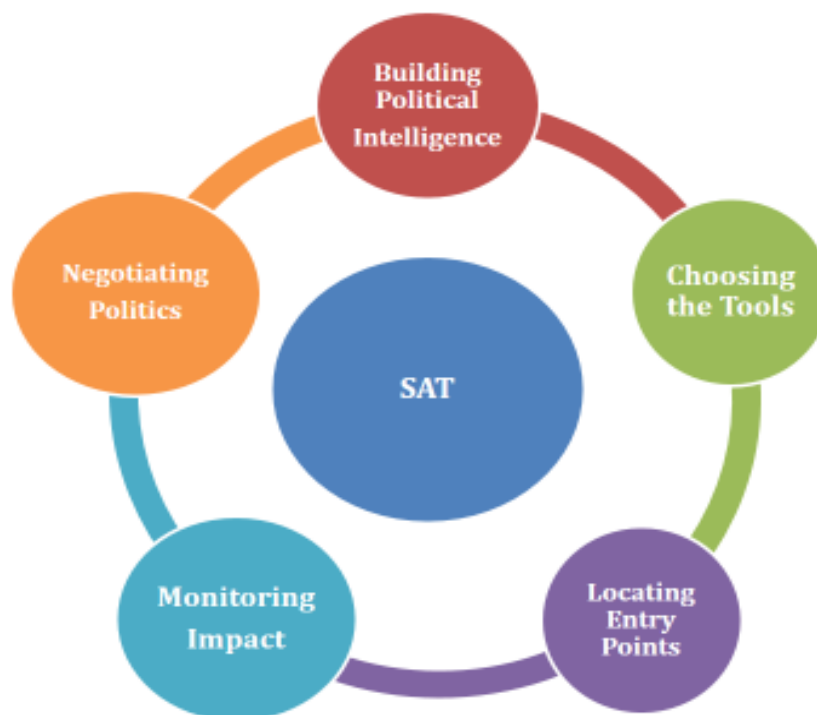 Building
Political
Intelligence
Choosing
the Tools
Locating
Entry
Points
Monitoring
Impact
Negotiating
Politics
SAT